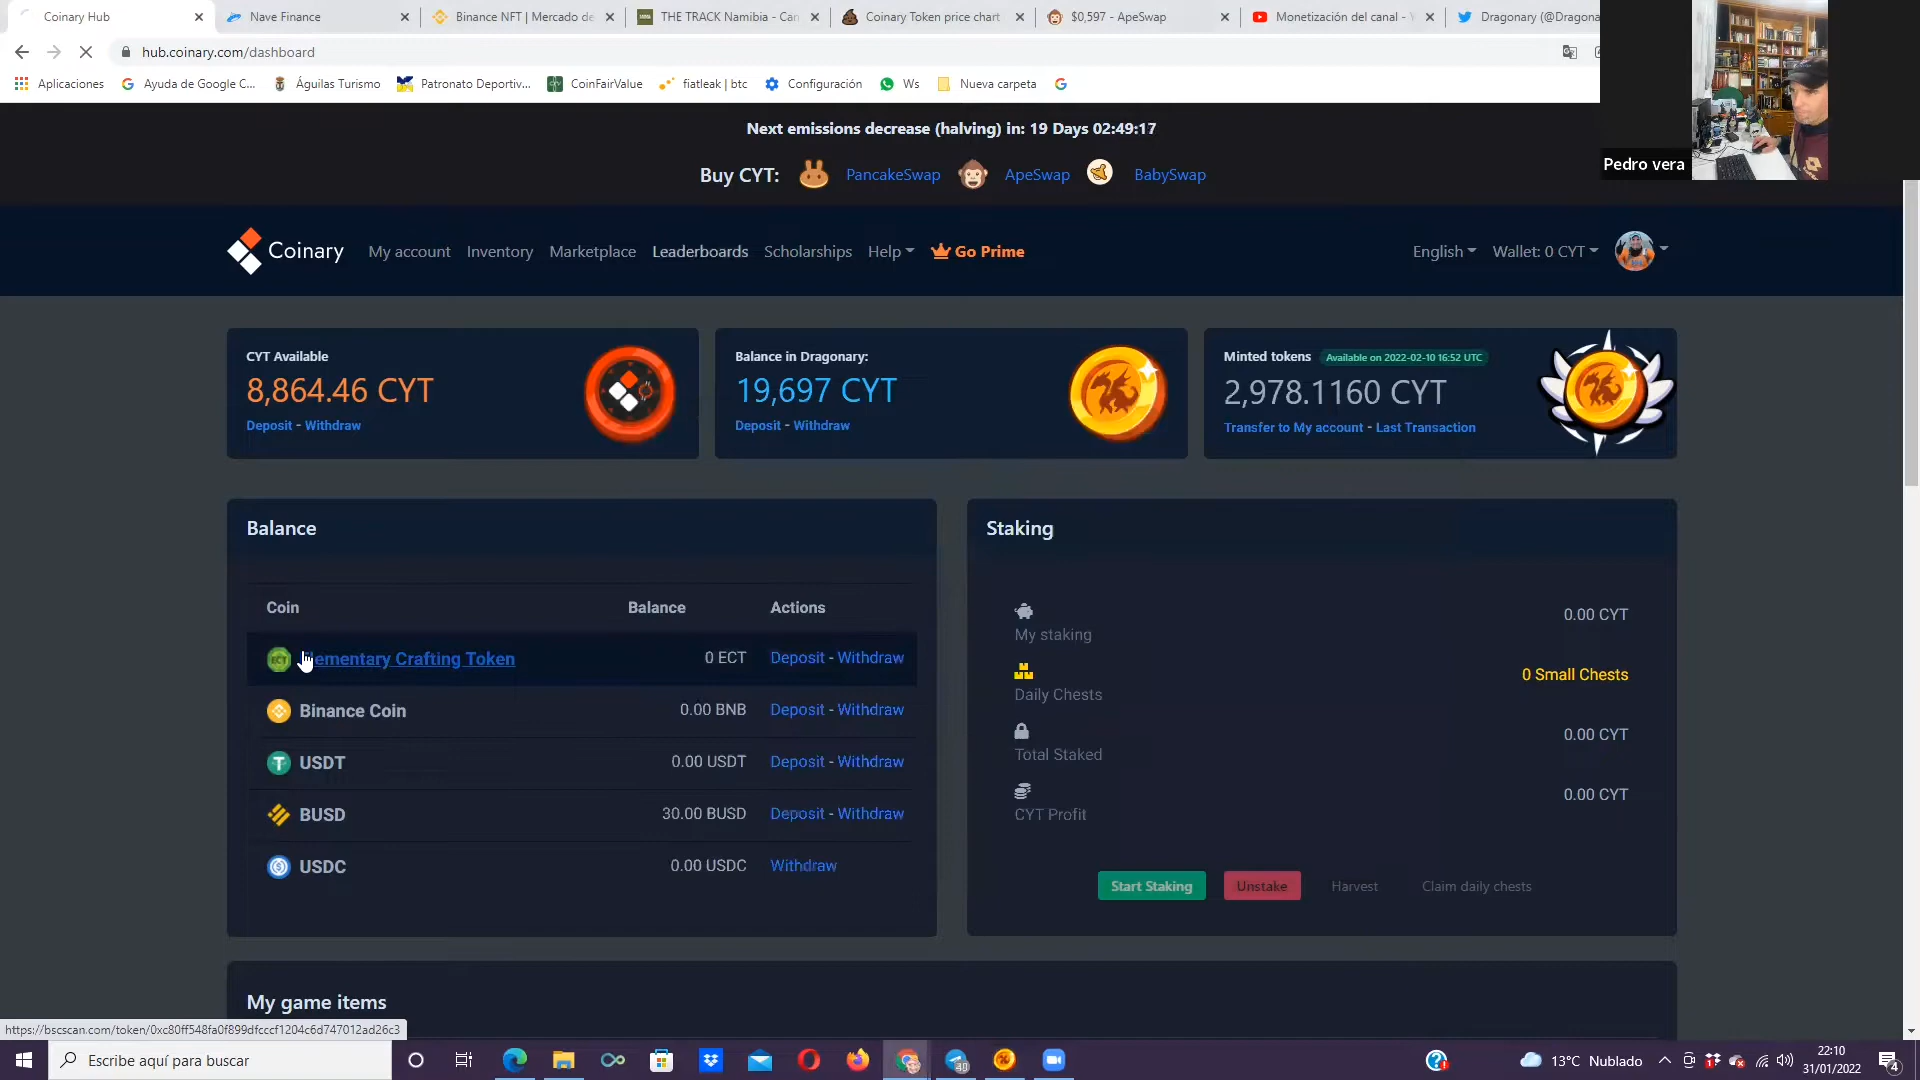 Coinary Hub
Nave Finance
Binance NFT | Mercado de
THE TRACK Namibia - Can
Coinary Token price chart
$0,597 - ApeSwap
Monetización del canal - Y
Dragonary (@Dragona
hub.coinary.com/dashboard
Aplicaciones
Ayuda de Google C...
Águilas Turismo
Patronato Deportiv...
CoinFairValue
fiatleak | btc
Configuración
Ws
Nueva carpeta
Next emissions decrease (halving) in: 19 Days 02:49:17
Buy CYT: PancakeSwap ApeSwap BabySwap
Pedro vera
Coinary My account Inventory Marketplace Leaderboards Scholarships Help Go Prime English Wallet: 0 CYT
CYT Available
8,864.46 CYT
Deposit - Withdraw
Balance in Dragonary:
19,697 CYT
Deposit - Withdraw
Minted tokens Available on 2022-02-10 16:52 UTC
2,978.1160 CYT
Transfer to My account - Last Transaction
Balance
Coin Balance Actions
ECT lementary Crafting Token 0 ECT Deposit - Withdraw
Binance Coin 0.00 BNB Deposit - Withdraw
USDT 0.00 USDT Deposit - Withdraw
BUSD 30.00 BUSD Deposit - Withdraw
USDC 0.00 USDC Withdraw
Staking
My staking 0.00 CYT
Daily Chests 0 Small Chests
Total Staked 0.00 CYT
CYT Profit 0.00 CYT
Start Staking Unstake Harvest Claim daily chests
My game items
https://bscscan.com/token/0xc80ff548fa0f899dfcccf1204c6d747012ad26c3
Escribe aquí para buscar
40
13°C Nublado
22:10
31/01/2022
4